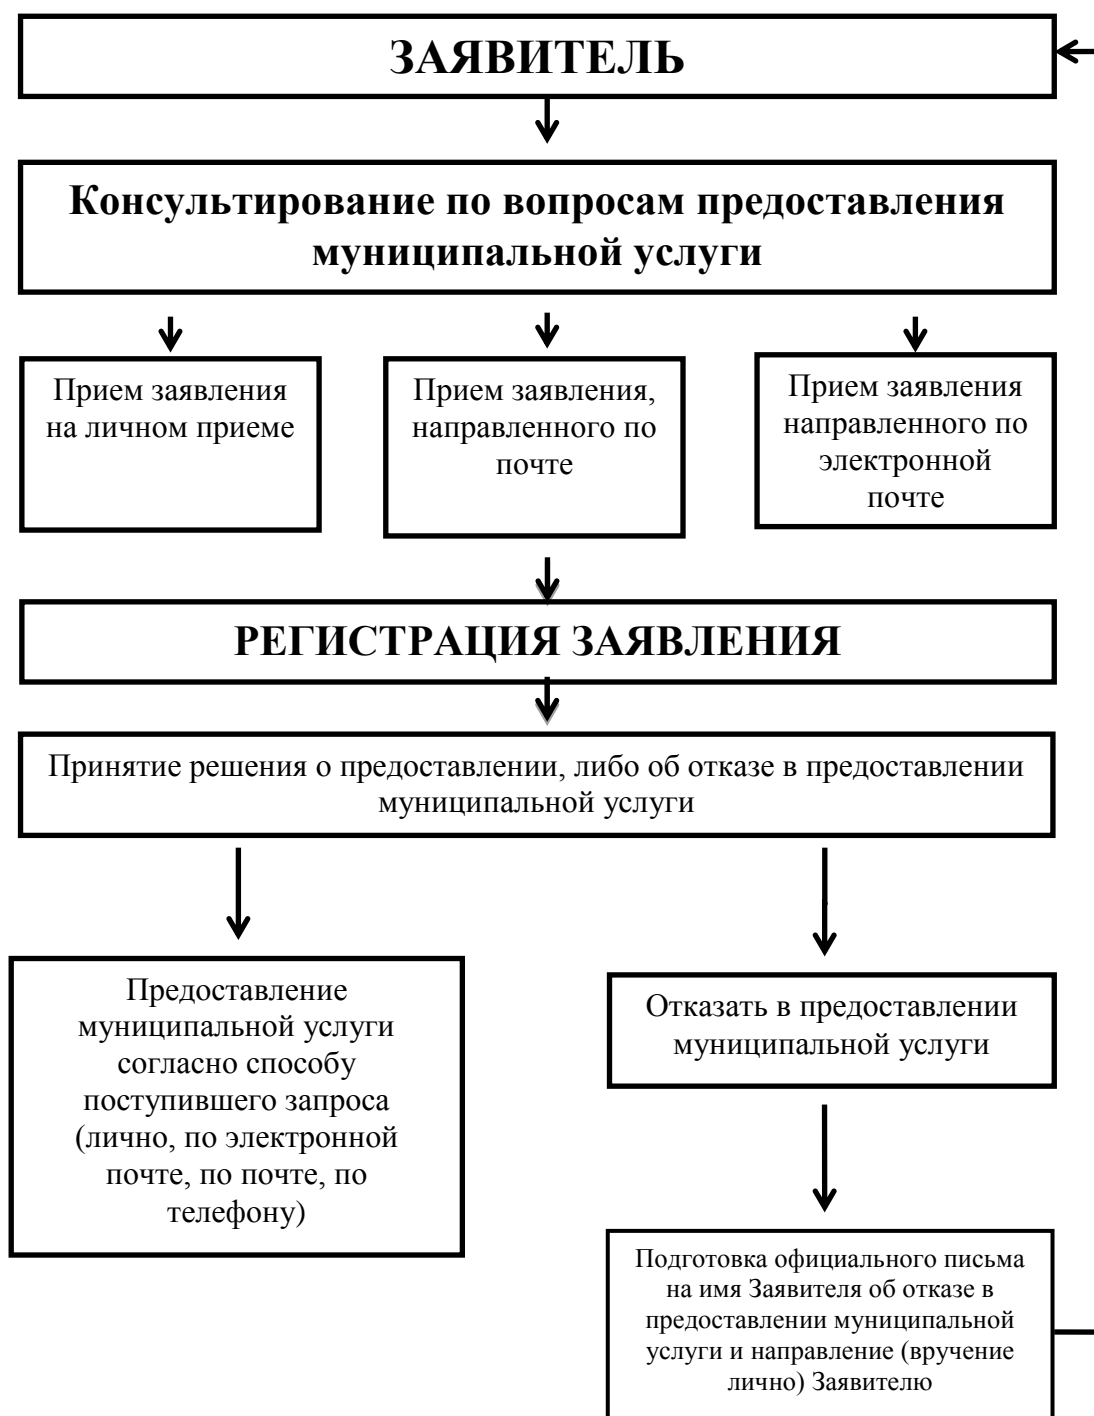 ЗАЯВИТЕЛЬ
Консультирование по вопросам предоставления
муниципальной услуги
Прием заявления
на личном приеме
Прием заявления,
направленного по
почте
Прием заявления
направленного по
электронной
почте
РЕГИСТРАЦИЯ ЗАЯВЛЕНИЯ
Принятие решения о предоставлении, либо об отказе в предоставлении
муниципальной услуги
Предоставление
муниципальной услуги
согласно способу
поступившего запроса
(лично, по электронной
почте, по почте, по
телефону)
Отказать в предоставлении
муниципальной услуги
Подготовка официального письма
на имя Заявителя об отказе в
предоставлении муниципальной
услуги и направление (вручение
лично) Заявителю